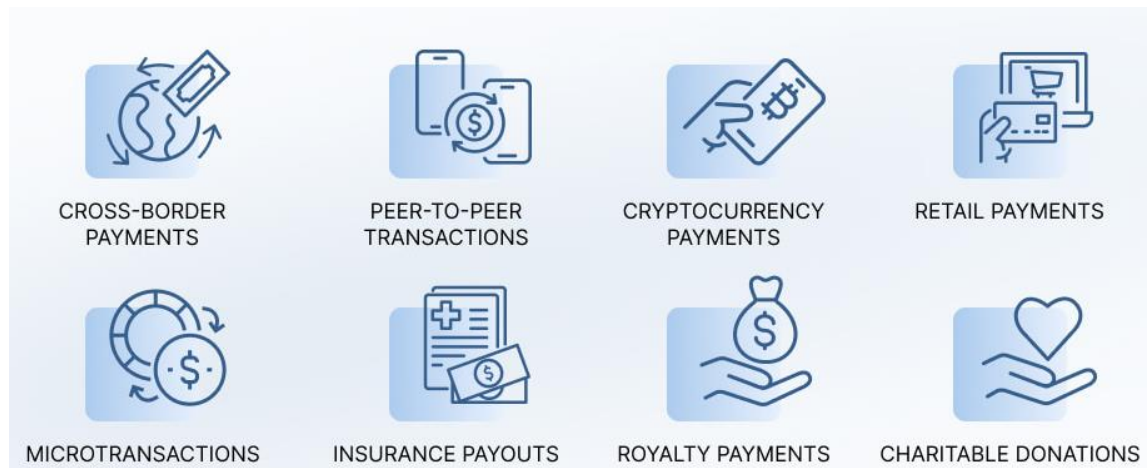 CROSS-BORDER
PAYMENTS
PEER-TO-PEER
TRANSACTIONS
CRYPTOCURRENCY
PAYMENTS
RETAIL PAYMENTS
MICROTRANSACTIONS
INSURANCE PAYOUTS
ROYALTY PAYMENTS
CHARITABLE DONATIONS